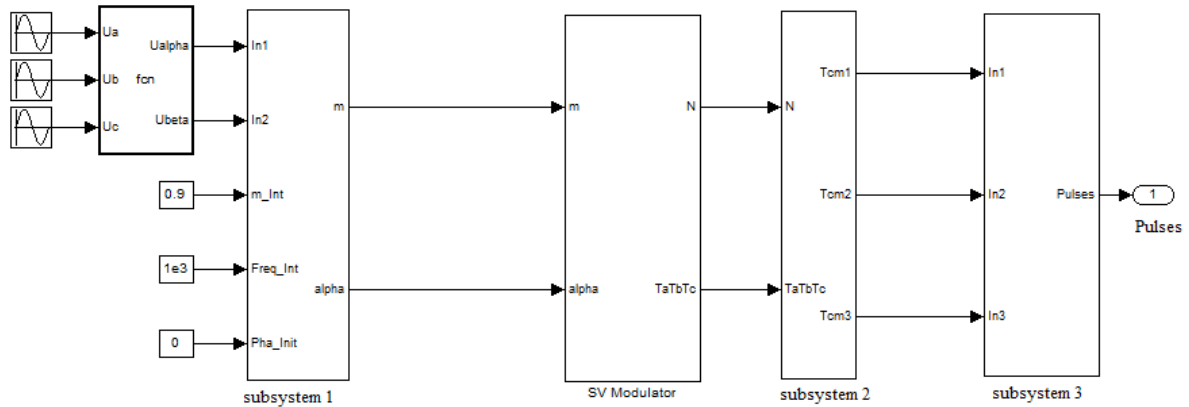 Ua
Ub
Uc
fcn
Ualpha
Ubeta
0.9
1e3
0
In1
In2
m_Int
Freq_Int
Pha_Init
m
alpha
subsystem 1
m
alpha
N
TaTbTc
SV Modulator
N
TaTbTc
Tcm1
Tcm2
Tcm3
subsystem 2
In1
In2
In3
Pulses
subsystem 3
1
Pulses